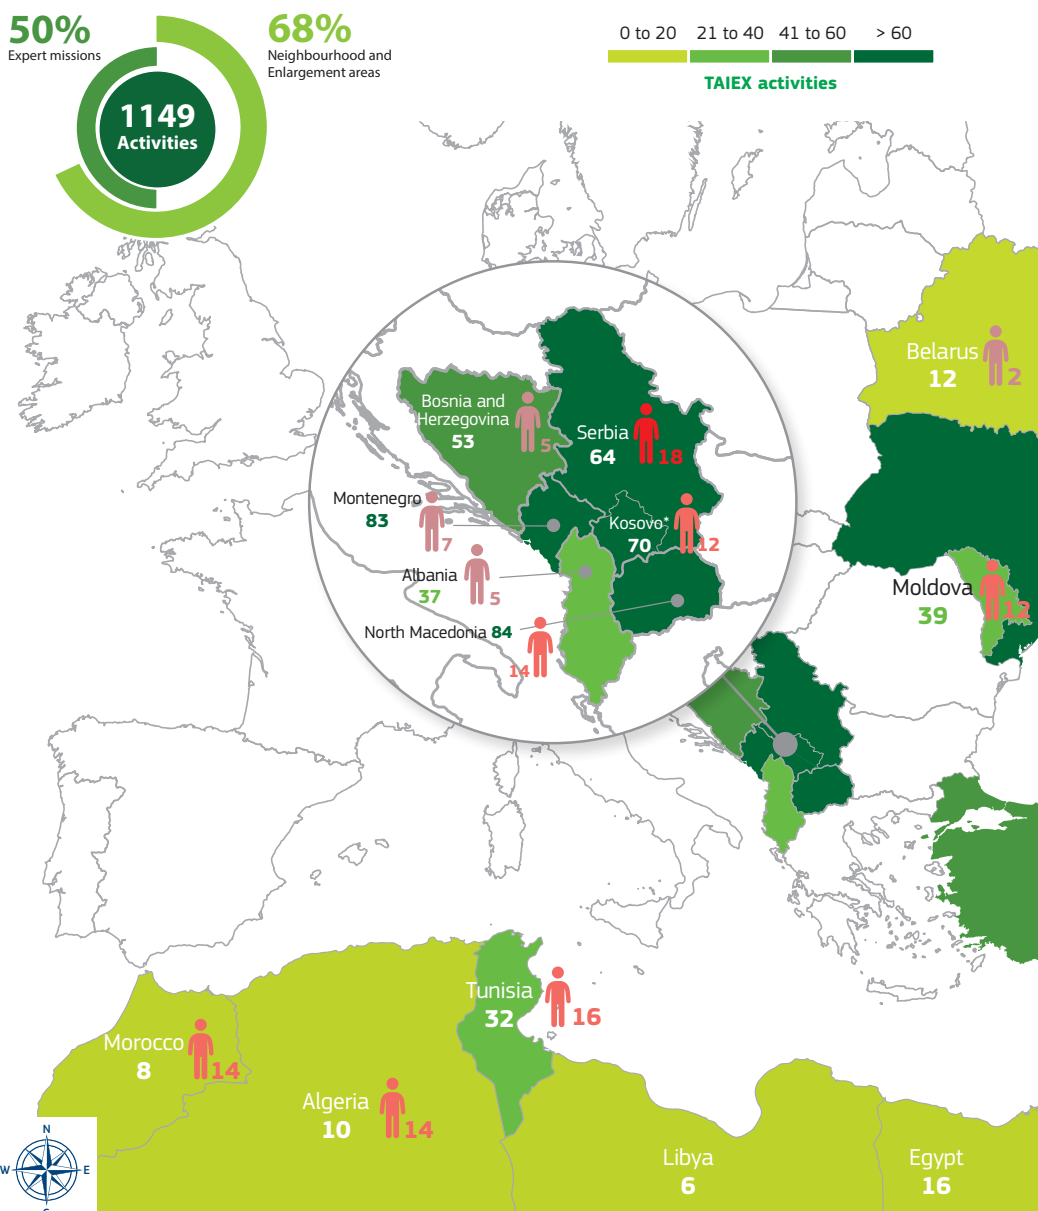 50%
Expert missions
68%
Neighbourhood and
Enlargement areas
1149
Activities
0 to 20
21 to 40
41 to 60
> 60
TAIEX activities
Belarus
12
2
Bosnia and
Herzegovina
53
5
Serbia
64
18
Montenegro
83
7
Kosovo*
70
12
Albania
37
5
North Macedonia 84
14
Moldova
39
12
Tunisia
32
16
Morocco
8
14
Algeria
10
14
Libya
6
Egypt
16
N
W
E